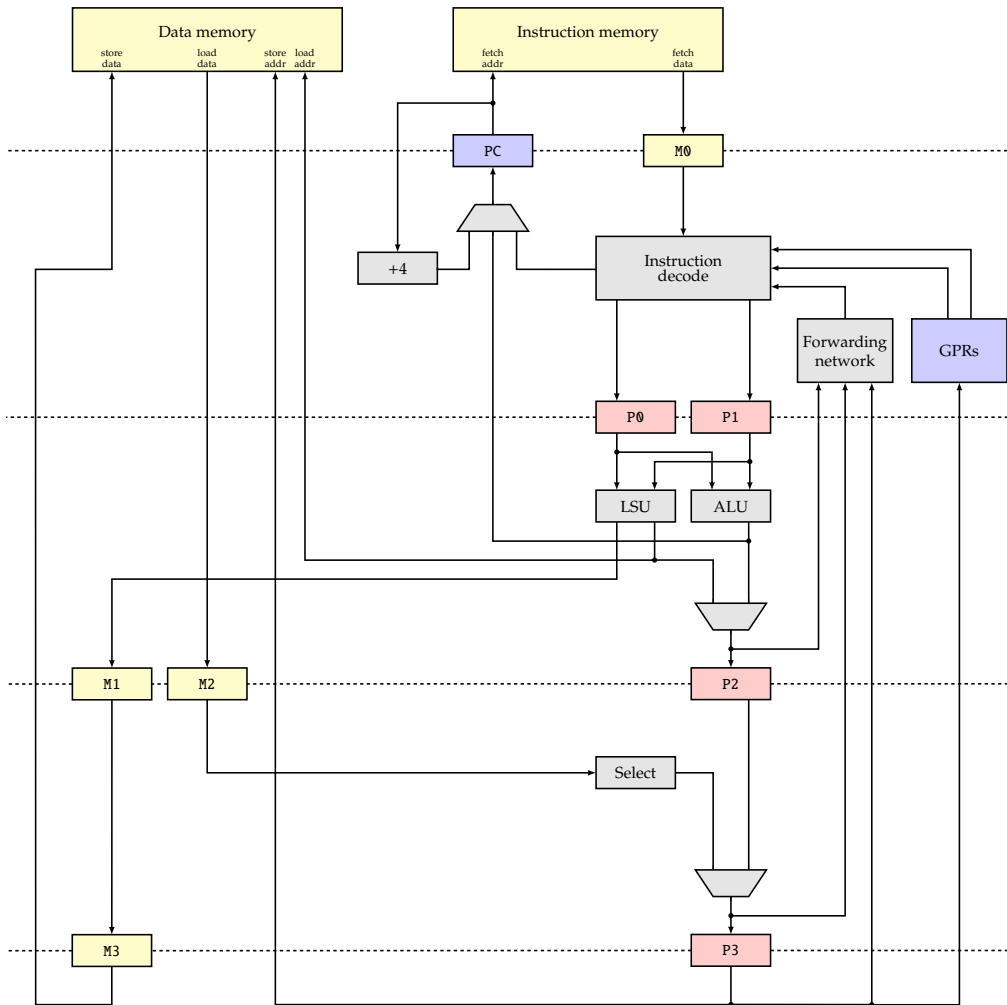 Data memory
Instruction memory
store
data
load
data
store
addr
load
addr
fetch
addr
fetch
data
PC
M0
+4
Instruction
decode
Forwarding
network
GPRs
P0
P1
LSU
ALU
M1
M2
P2
Select
M3
P3